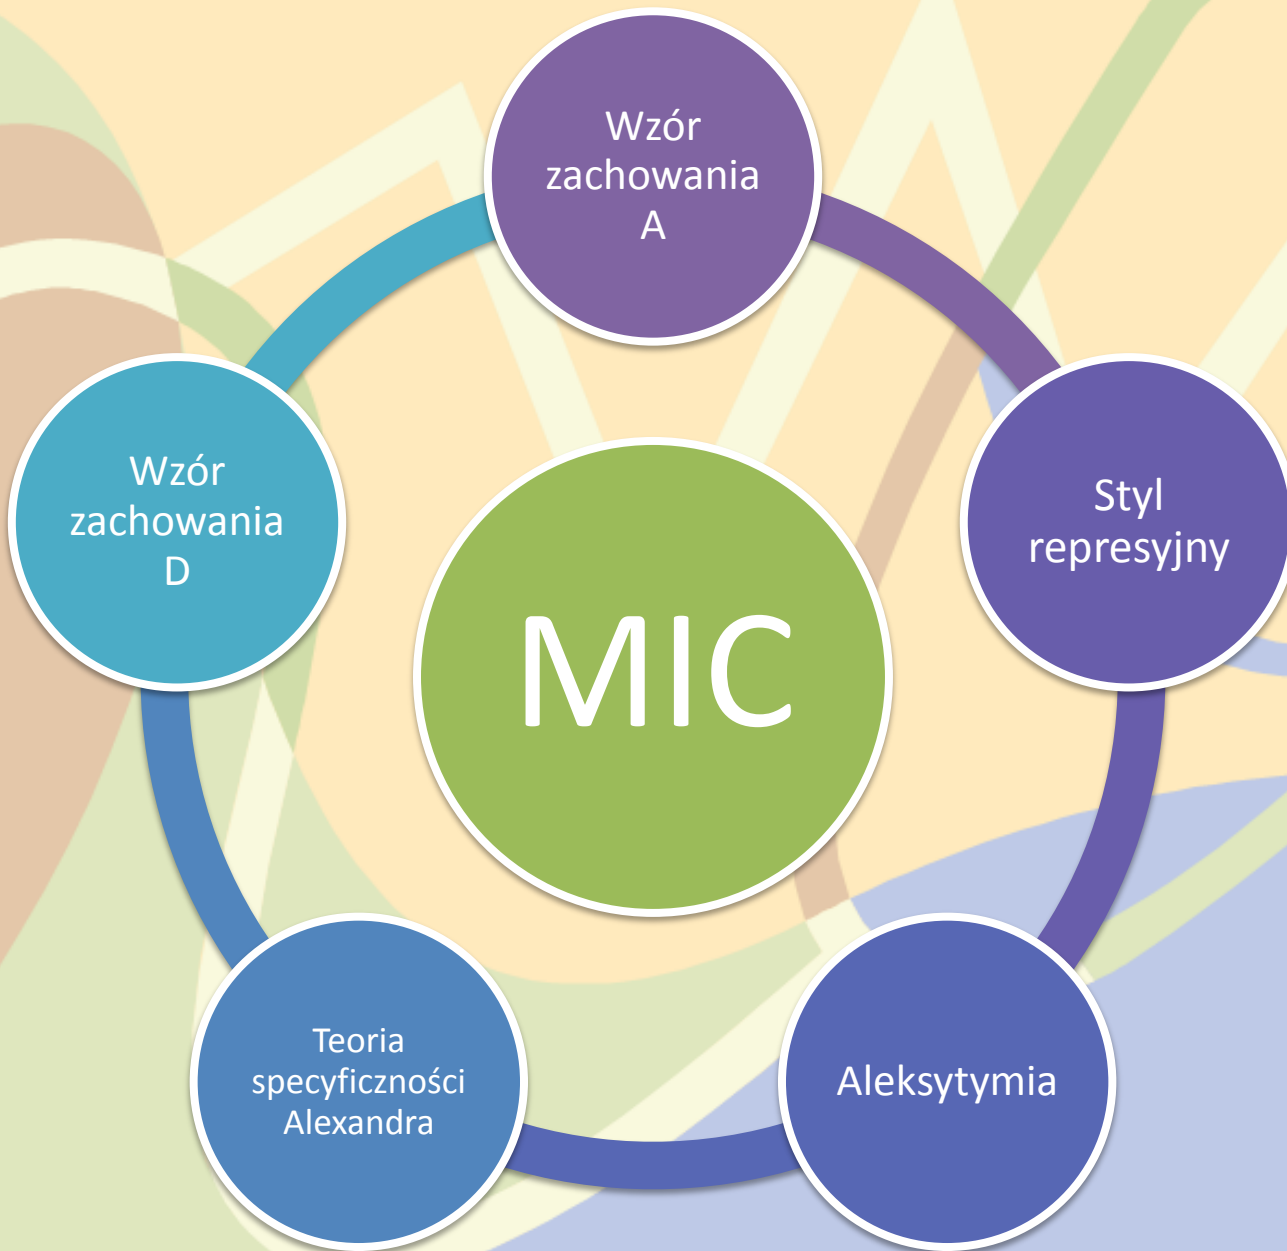 Wzór
zachowania
A
Wzór
zachowania
D
Styl
represyjny
MIC
Teoria
specyficzności
Alexandra
Aleksytymia